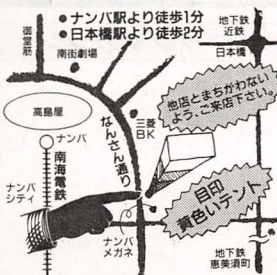 ●ナンバ駅より徒歩1分
●日本橋駅より徒歩2分
御堂筋
南街劇場
地下鉄
近鉄
日本橋
高島屋
なんさん通り
三菱
BK
他店とまちがわない
よう、ご来店下さい。
ナンバ
南海電鉄
ナンバ
シティ
目印
黄色いテント
ナンバ
メガネ
地下鉄
恵美須町